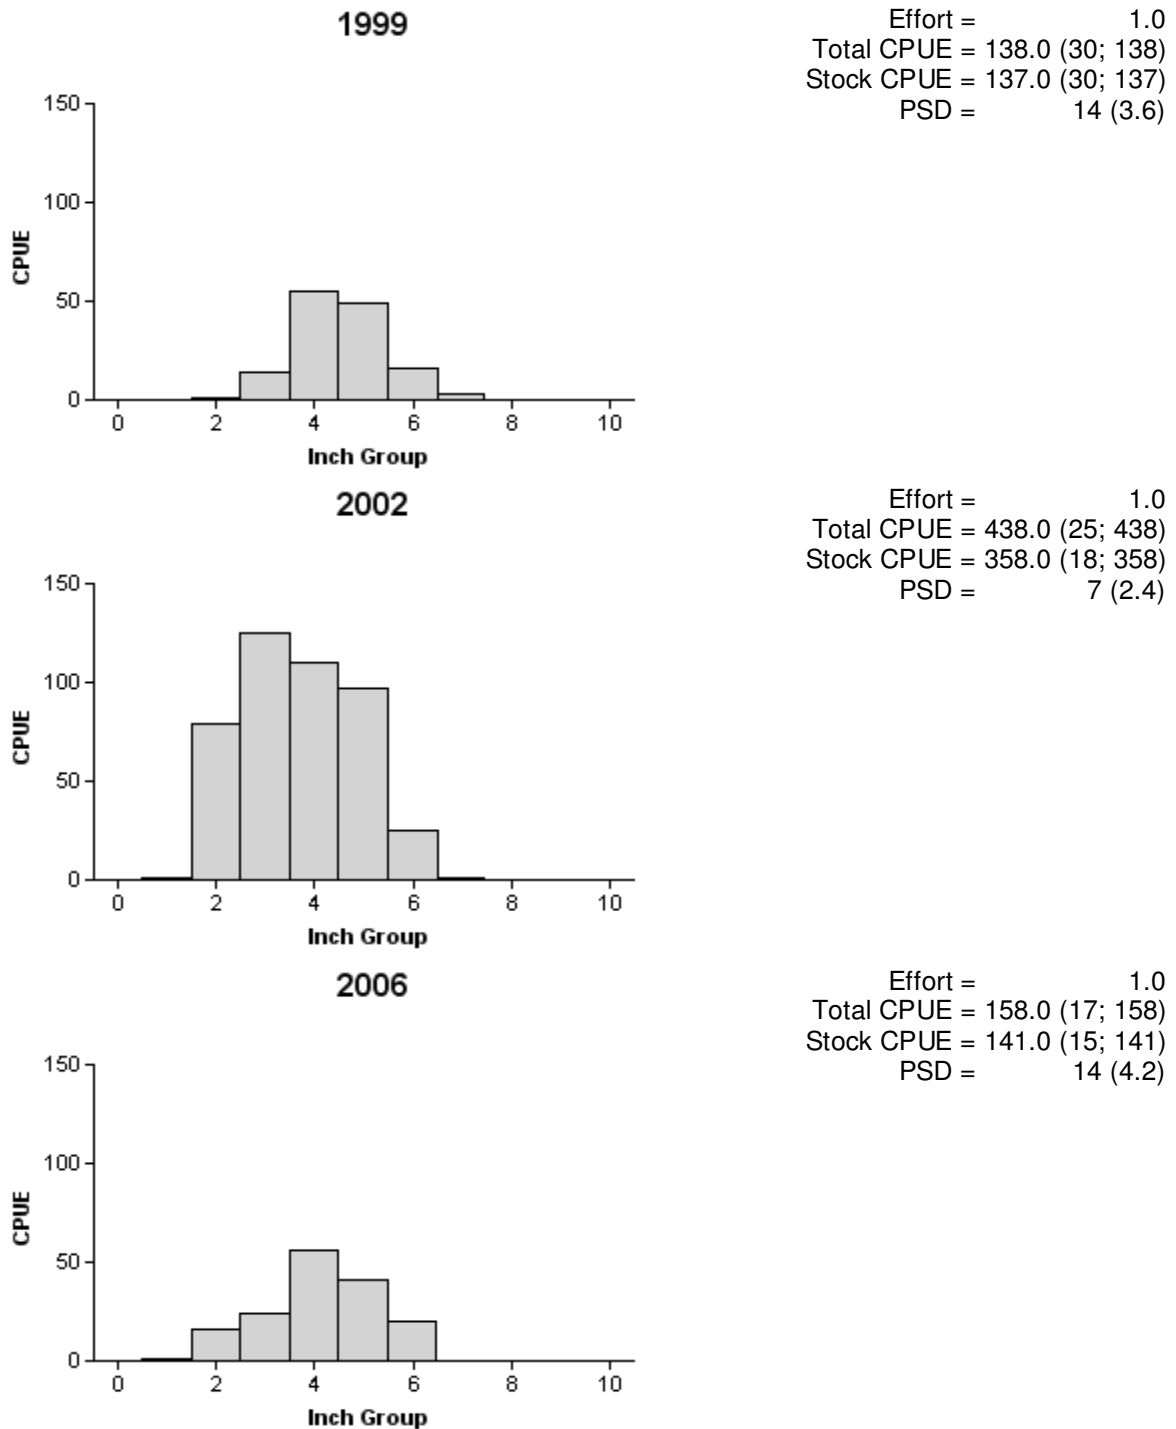 1999
Effort = 1.0
Total CPUE = 138.0 (30; 138)
Stock CPUE = 137.0 (30; 137)
PSD = 14 (3.6)
150
100
50
0
CPUE
0 2 4 6 8 10
Inch Group
2002
Effort = 1.0
Total CPUE = 438.0 (25; 438)
Stock CPUE = 358.0 (18; 358)
PSD = 7 (2.4)
150
100
50
0
CPUE
0 2 4 6 8 10
Inch Group
2006
Effort = 1.0
Total CPUE = 158.0 (17; 158)
Stock CPUE = 141.0 (15; 141)
PSD = 14 (4.2)
150
100
50
0
CPUE
0 2 4 6 8 10
Inch Group